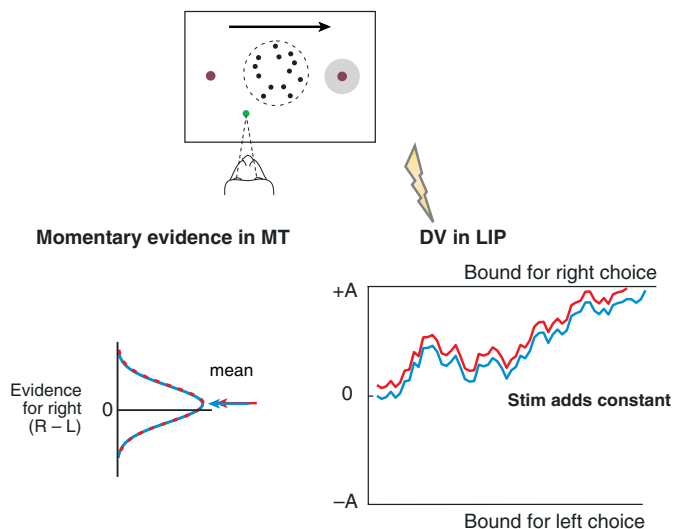 Momentary evidence in MT
DV in LIP
Evidence
for right
(R – L)
0
mean
+A
Bound for right choice
0
Stim adds constant
–A
Bound for left choice